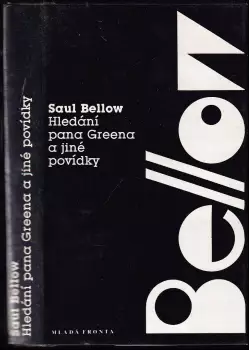 Saul Bellow
Hledání pana Greena a jiné povídky
Saul Bellow
Hledání
pana Greena
a jiné
povídky
MLADÁ FRONTA
Bellow